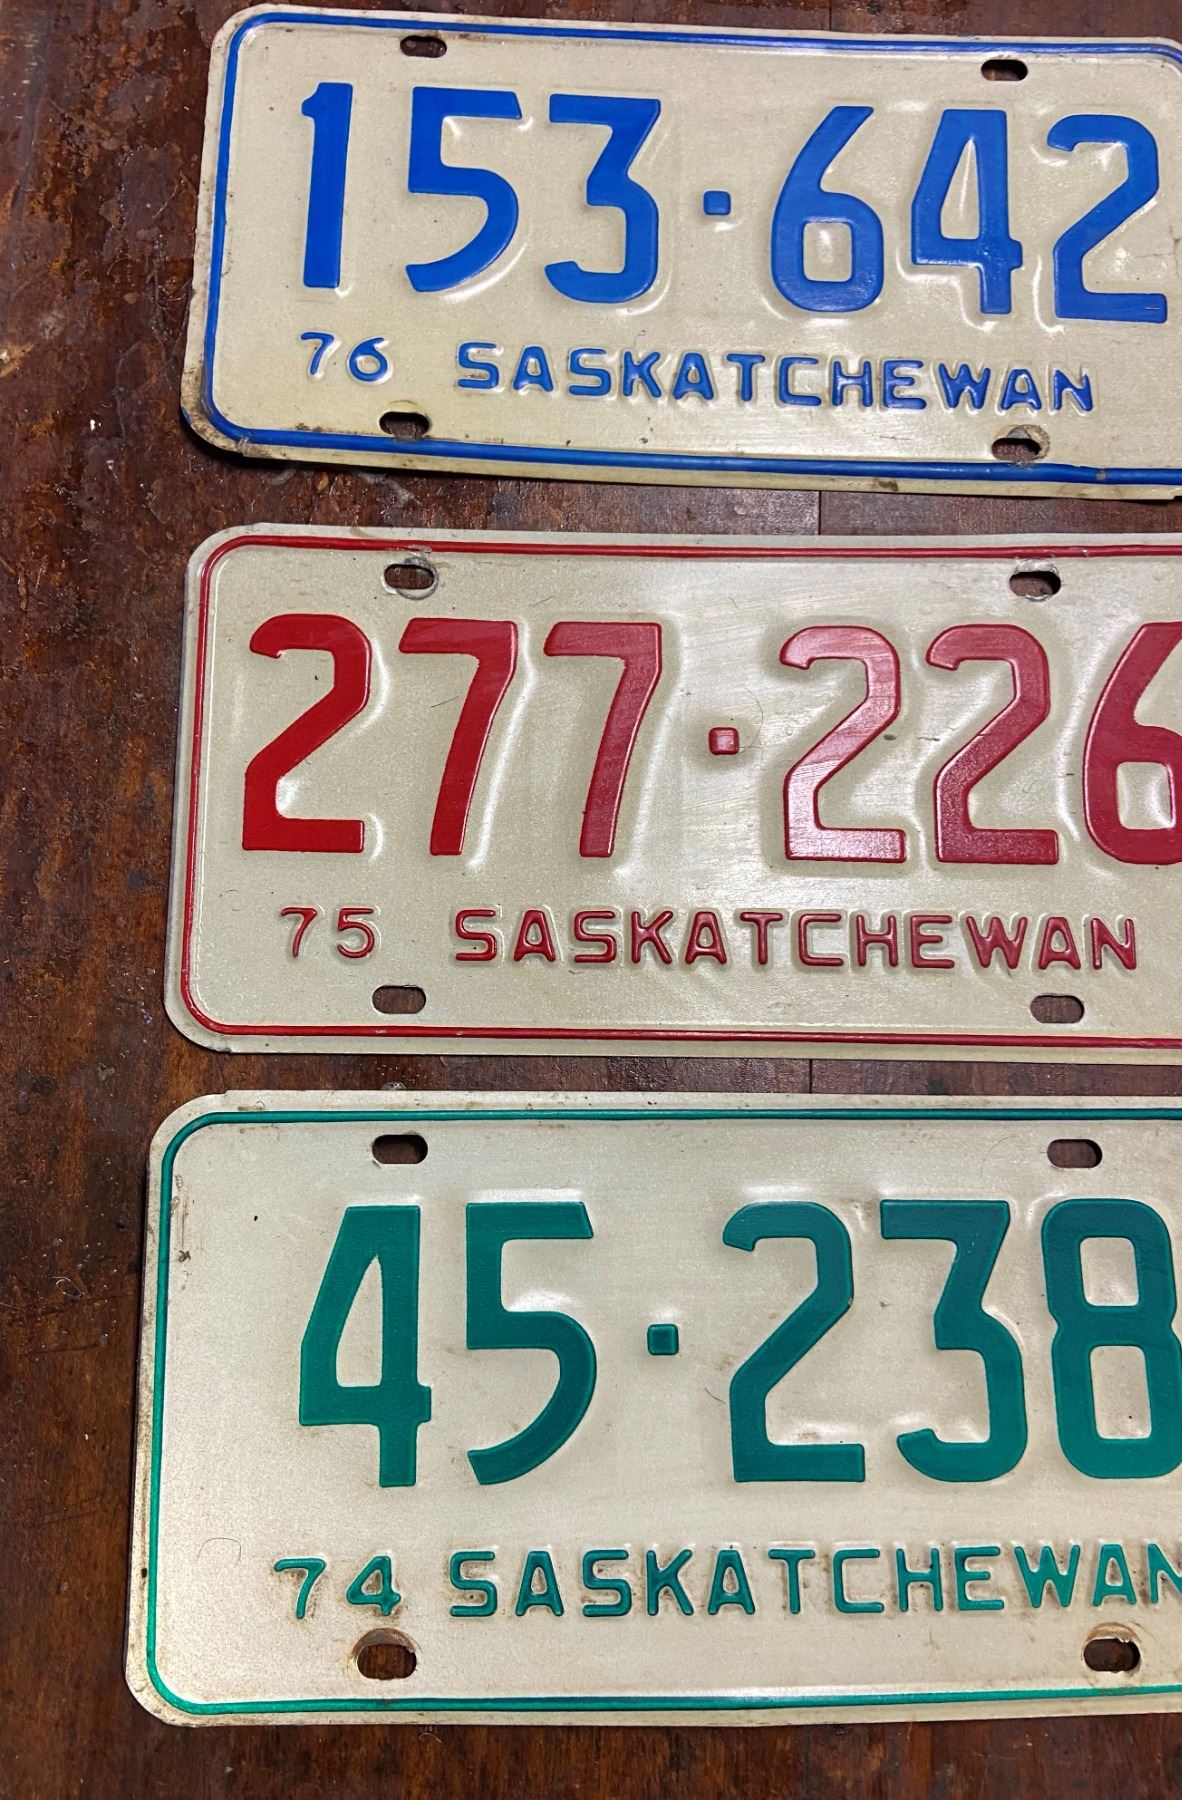 153·642
76 SASKATCHEWAN
277·226
75 SASKATCHEWAN
45·238
74 SASKATCHEWAN